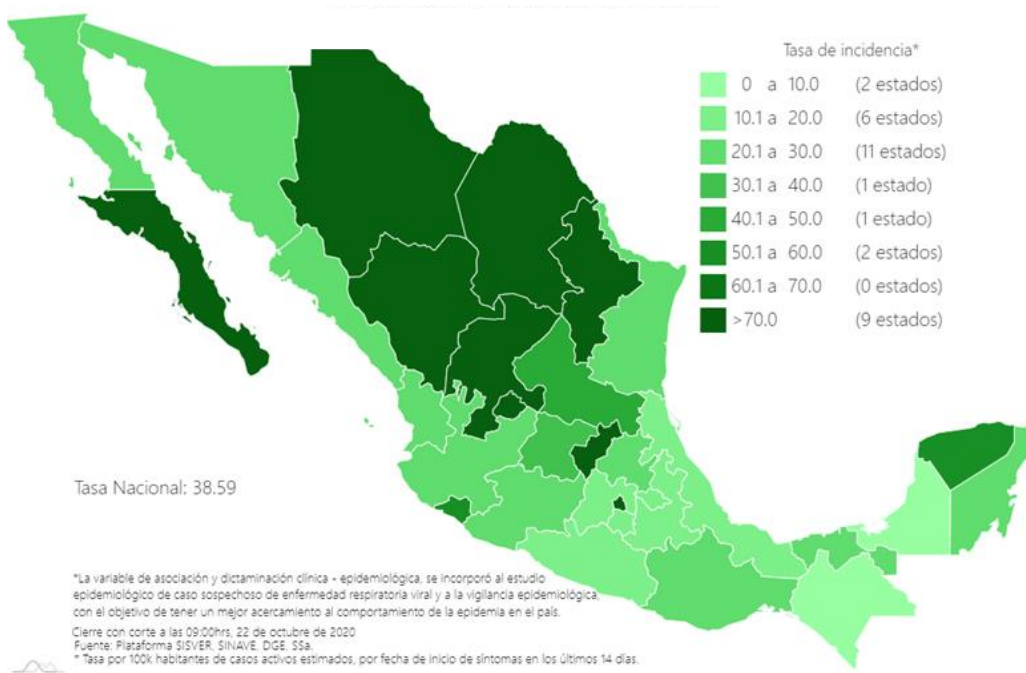 Tasa de incidencia*
0 a 10.0 (2 estados)
10.1 a 20.0 (6 estados)
20.1 a 30.0 (11 estados)
30.1 a 40.0 (1 estado)
40.1 a 50.0 (1 estado)
50.1 a 60.0 (2 estados)
60.1 a 70.0 (0 estados)
>70.0 (9 estados)
Tasa Nacional: 38.59
*La variable de asociación y dictaminación clínica - epidemiológica, se incorporó al estudio
epidemiológico de caso sospechoso de enfermedad respiratoria viral y a la vigilancia epidemiológica,
con el objetivo de tener un mejor acercamiento al comportamiento de la epidemia en el país.
Cierre con corte a las 09:00hrs, 22 de octubre de 2020
Fuente: Plataforma SISVER, SINAVE, DGE, SSa.
* Tasa por 100k habitantes de casos activos estimados, por fecha de inicio de síntomas en los últimos 14 días.